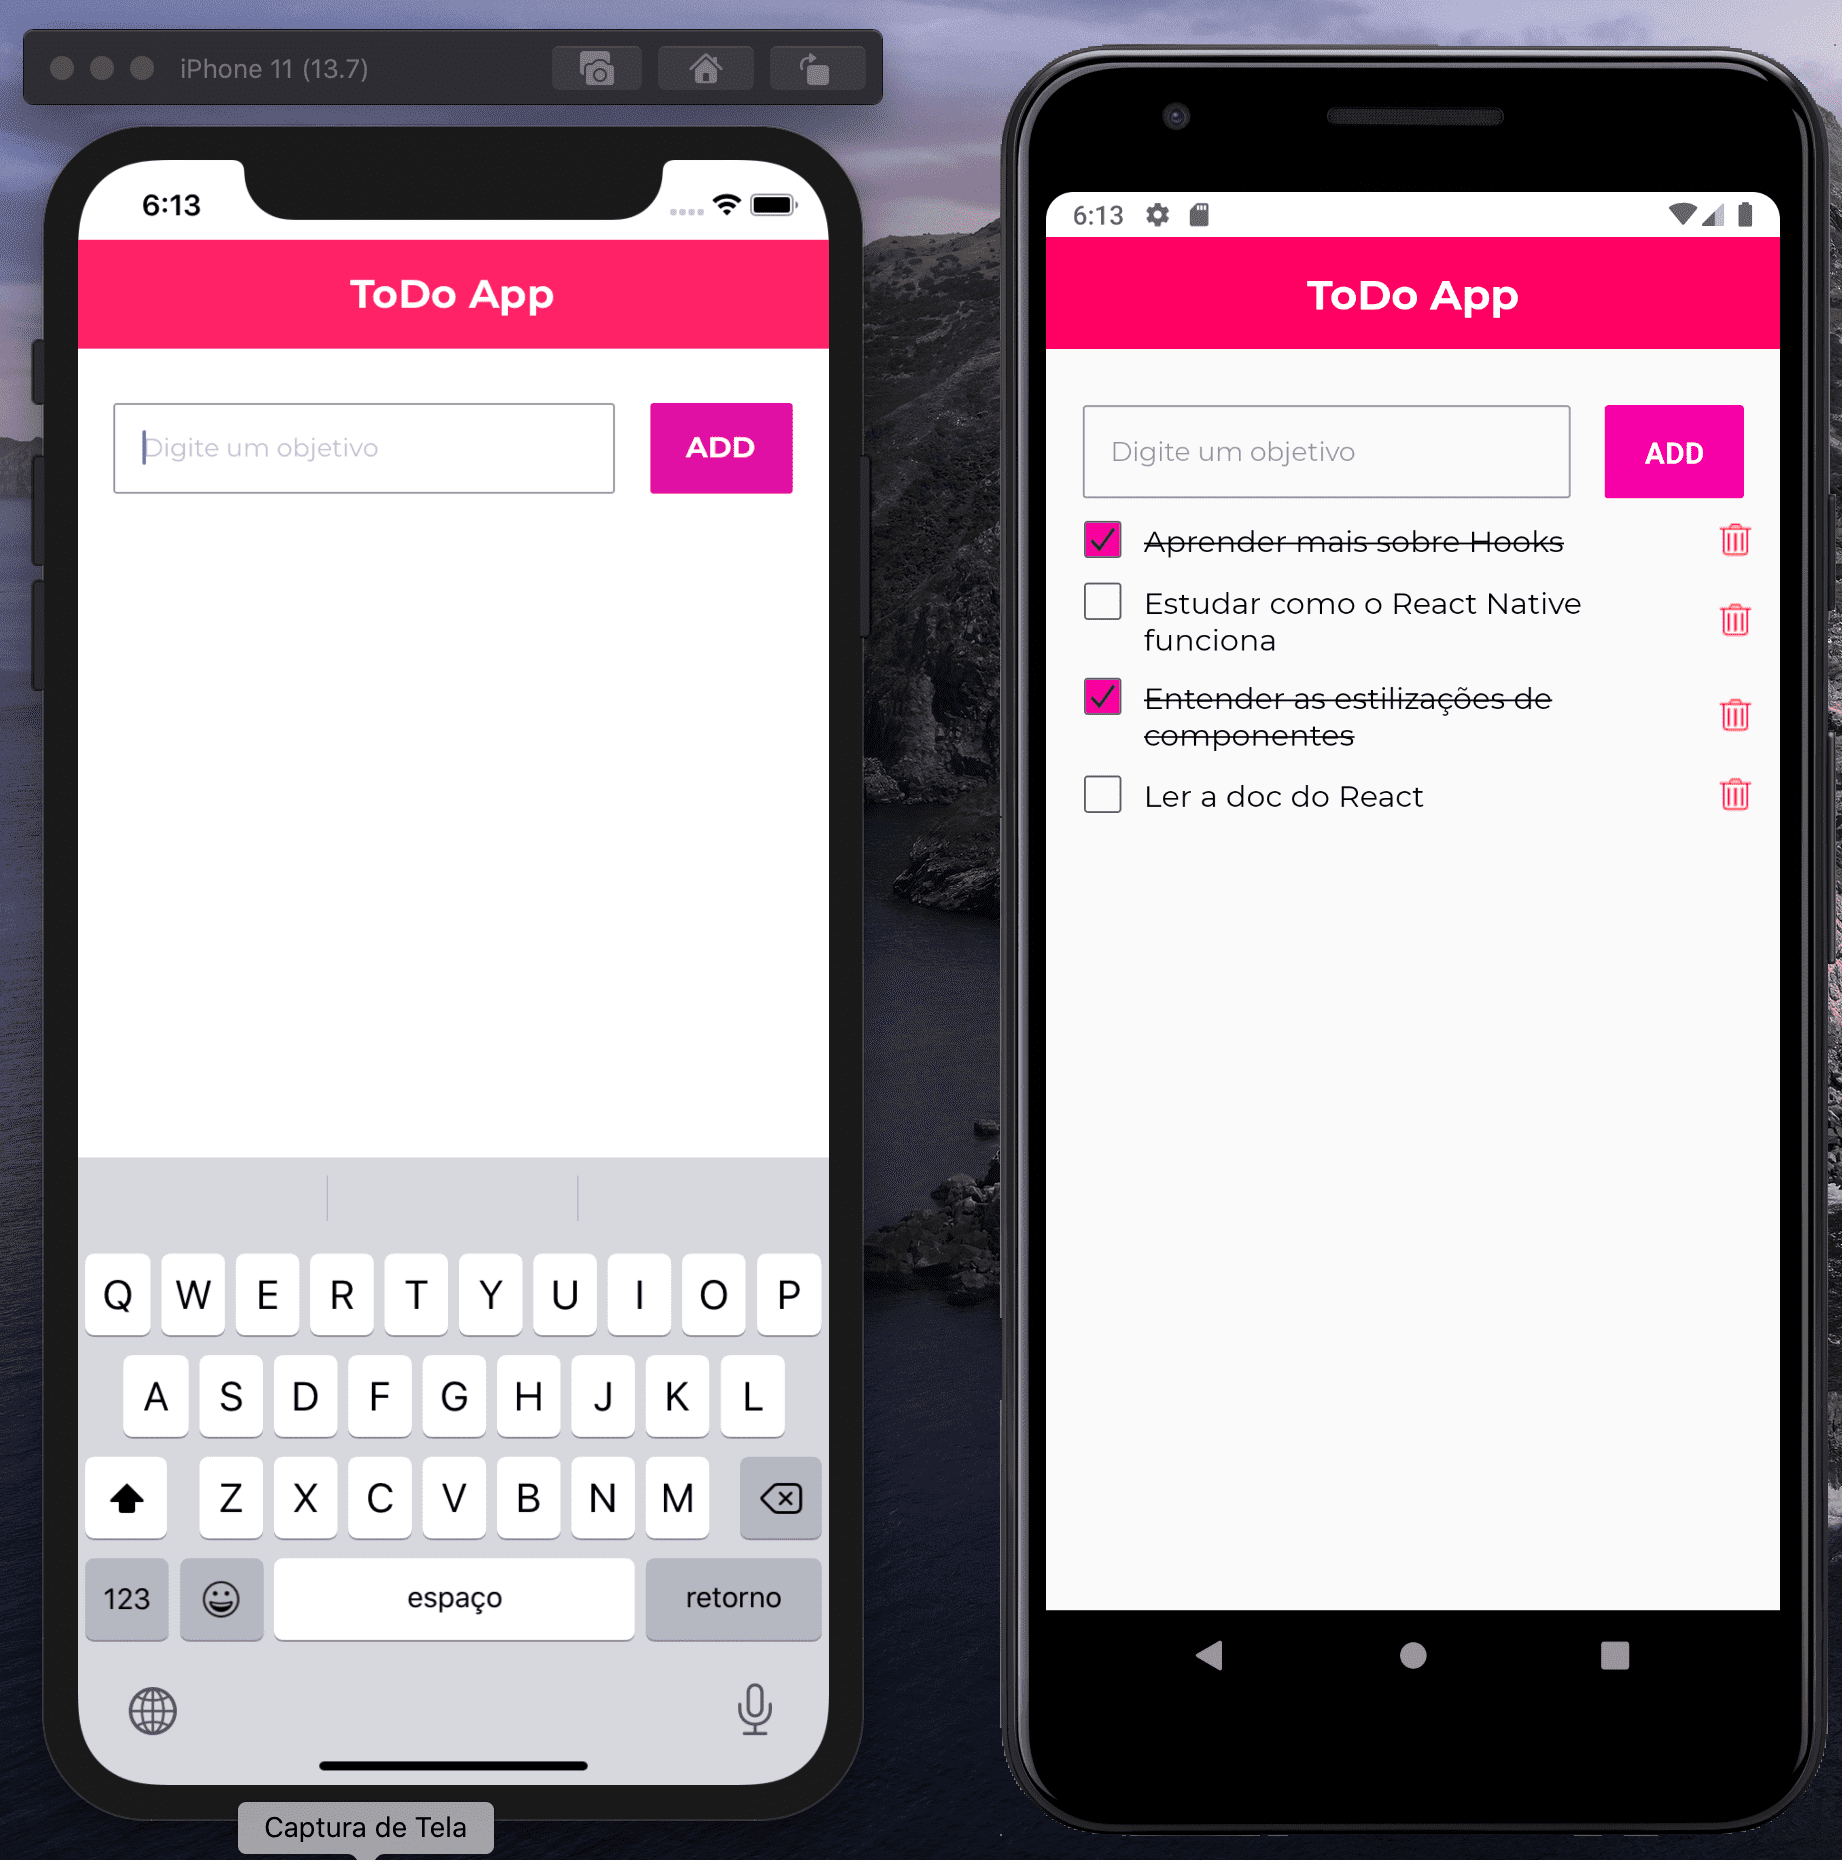 iPhone 11 (13.7)
6:13
ToDo App
Digite um objetivo
ADD
Q W E R T Y U I O P
A S D F G H J K L
Z X C V B N M
123
espaço
retorno
Captura de Tela
6:13
ToDo App
Digite um objetivo
ADD
Aprender mais sobre Hooks
Estudar como o React Native
funciona
Entender as estilizações de
componentes
Ler a doc do React